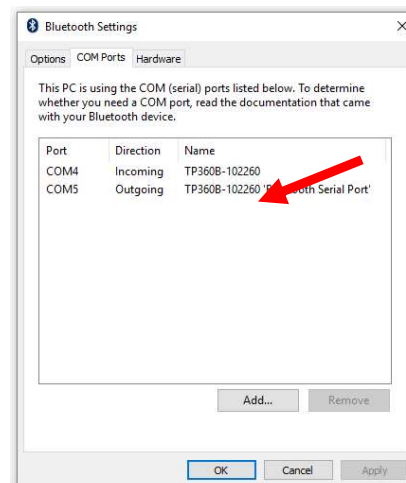 Bluetooth Settings
Options COM Ports Hardware
This PC is using the COM (serial) ports listed below. To determine
whether you need a COM port, read the documentation that came
with your Bluetooth device.
Port Direction Name
COM4 Incoming TP360B-102260
COM5 Outgoing TP360B-102260 Serial Port'
Add... Remove
OK Cancel Apply